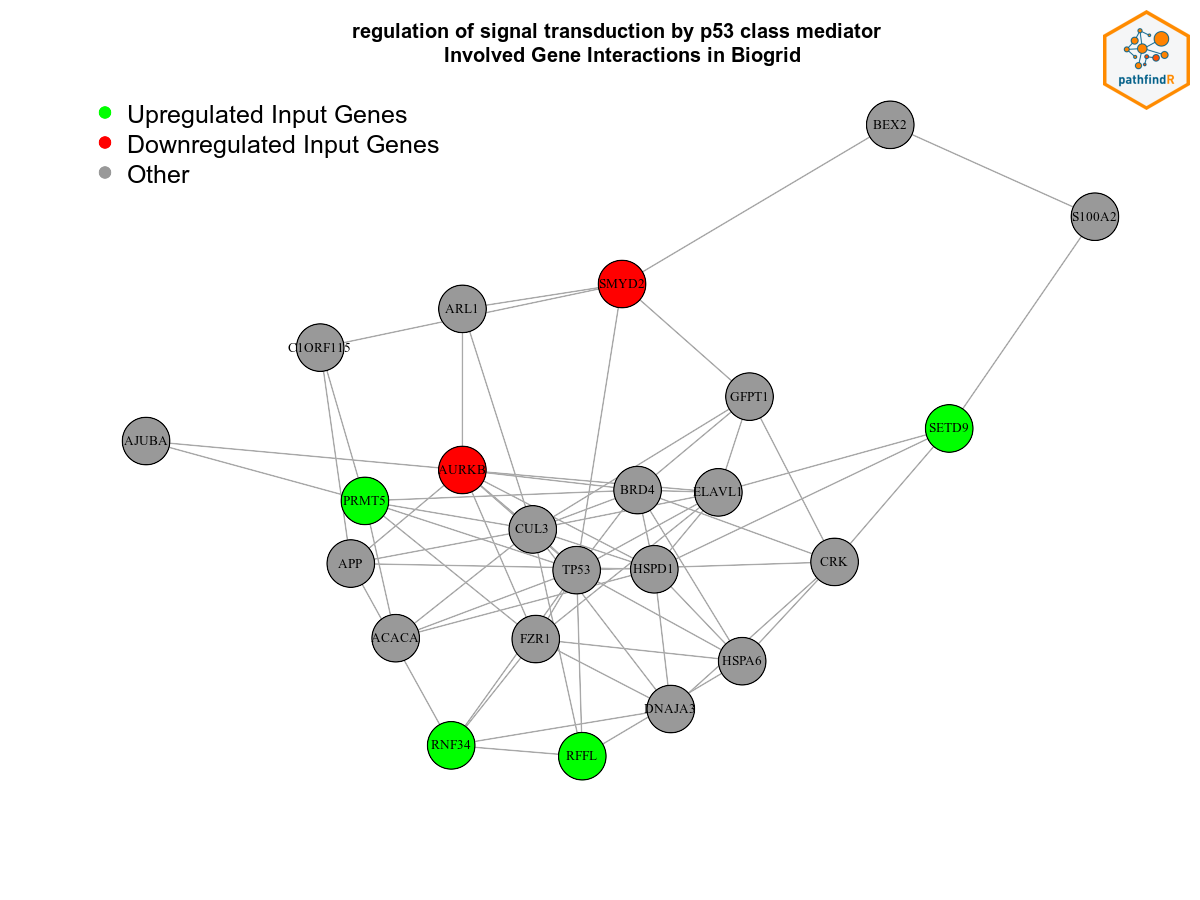 regulation of signal transduction by p53 class mediator
Involved Gene Interactions in Biogrid
pathfindR
Upregulated Input Genes
Downregulated Input Genes
Other
BEX2
S100A2
SMYD2
ARL1
C1ORF115
GFPT1
SETD9
AJUBA
AURKB
PRMT5
BRD4
ELAVL1
CUL3
APP
TP53
HSPD1
CRK
ACACA
FZR1
HSPA6
DNAJA3
RNF34
RFFL